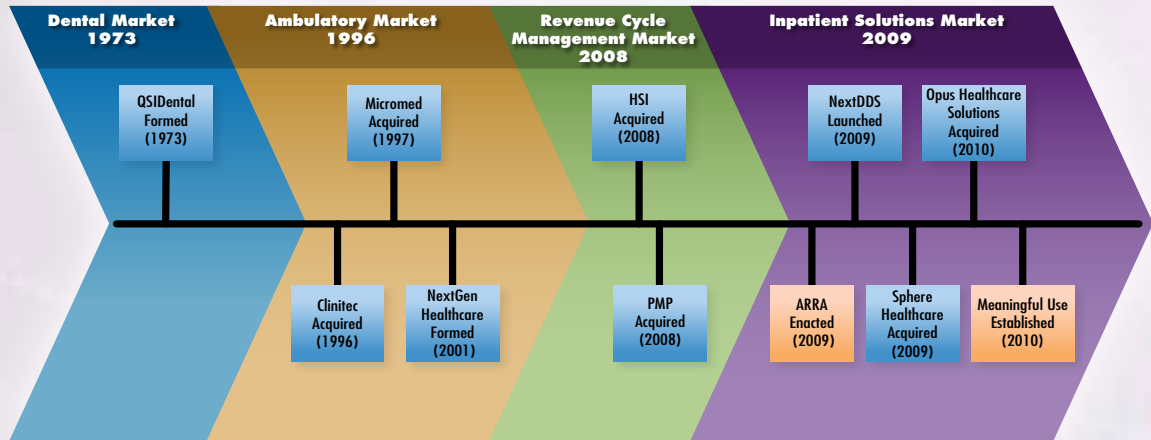 Dental Market
1973
Ambulatory Market
1996
Revenue Cycle
Management Market
2008
Inpatient Solutions Market
2009
QSIDental
Formed
(1973)
Micromed
Acquired
(1997)
HSI
Acquired
(2008)
NextDDS
Launched
(2009)
Opus Healthcare
Solutions
Acquired
(2010)
Clinitec
Acquired
(1996)
NextGen
Healthcare
Formed
(2001)
PMP
Acquired
(2008)
ARRA
Enacted
(2009)
Sphere
Healthcare
Acquired
(2009)
Meaningful Use
Established
(2010)